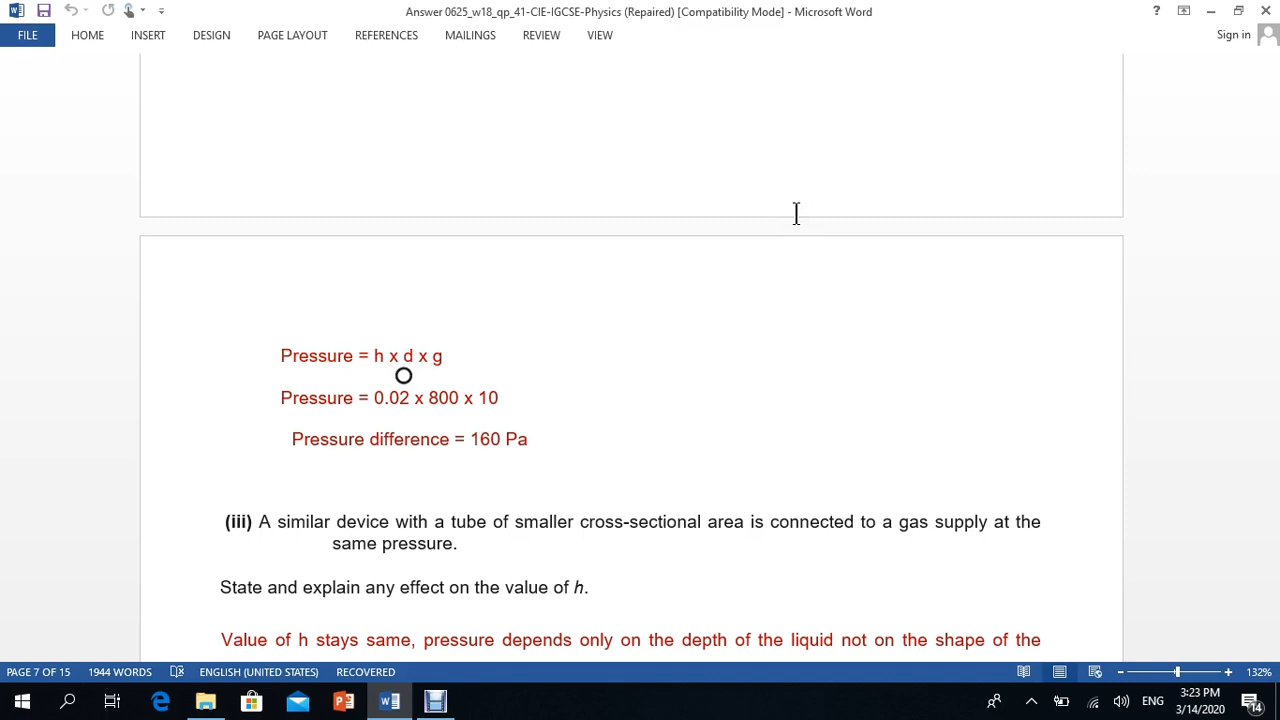 Answer 0625_w18_qp_41-CIE-IGCSE-Physics (Repaired) [Compatibility Mode] - Microsoft Word
FILE HOME INSERT DESIGN PAGE LAYOUT REFERENCES MAILINGS REVIEW VIEW Sign in
Pressure = h x d x g
Pressure = 0.02 x 800 x 10
Pressure difference = 160 Pa
(iii) A similar device with a tube of smaller cross-sectional area is connected to a gas supply at the
same pressure.
State and explain any effect on the value of h.
Value of h stays same, pressure depends only on the depth of the liquid not on the shape of the
PAGE 7 OF 15 1944 WORDS ENGLISH (UNITED STATES) RECOVERED 132%
ENG 3:23 PM
3/14/2020 14